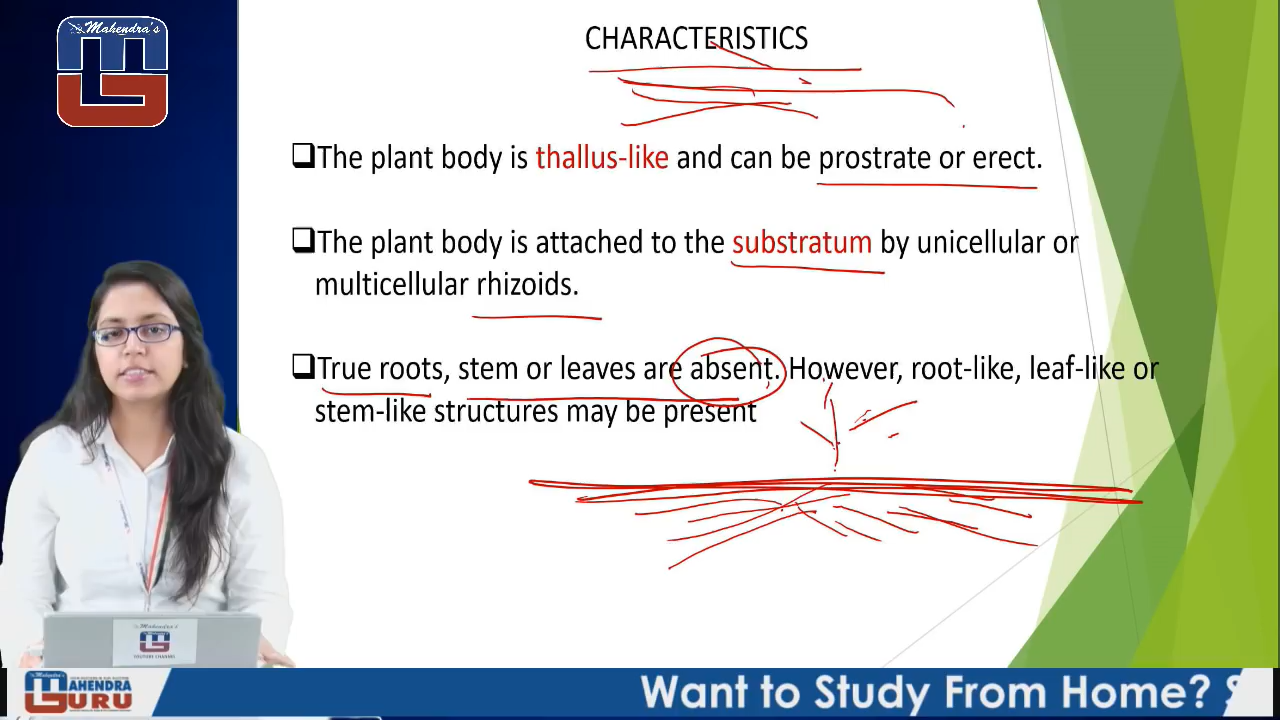 Mahendra's
CHARACTERISTICS
❑The plant body is thallus-like and can be prostrate or erect.
❑The plant body is attached to the substratum by unicellular or
multicellular rhizoids.
❑True roots, stem or leaves are absent. However, root-like, leaf-like or
stem-like structures may be present
Mahendra's
MAHENDRA
GURU
Want to Study From Home? S